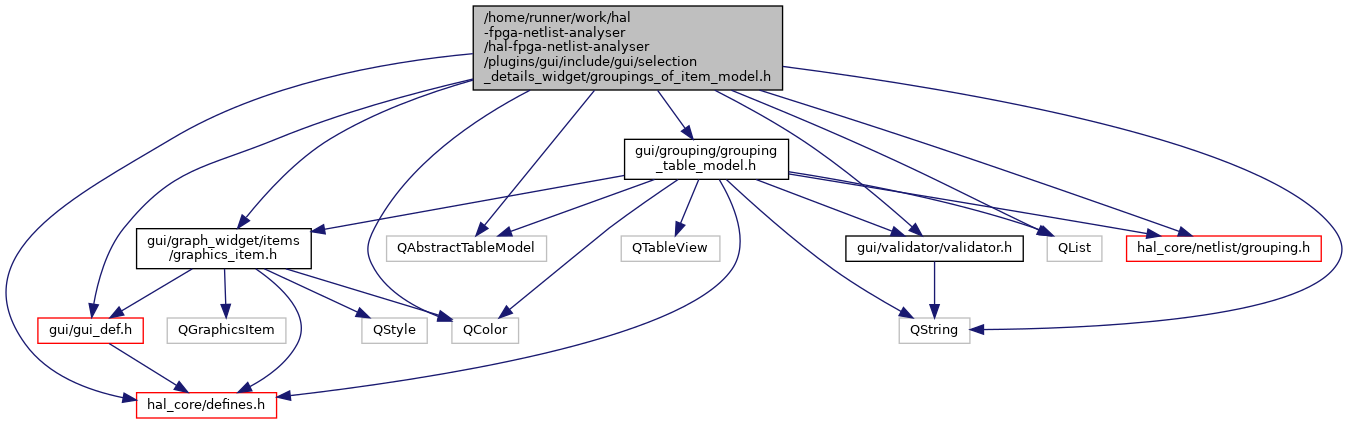 /home/runner/work/hal
-fpga-netlist-analyser
/hal-fpga-netlist-analyser
/plugins/gui/include/gui/selection
_details_widget/groupings_of_item_model.h
gui/grouping/grouping
_table_model.h
gui/graph_widget/items
/graphics_item.h
QAbstractTableModel
QTableView
gui/validator/validator.h
QList
hal_core/netlist/grouping.h
gui/gui_def.h
QGraphicsItem
QStyle
QColor
QString
hal_core/defines.h